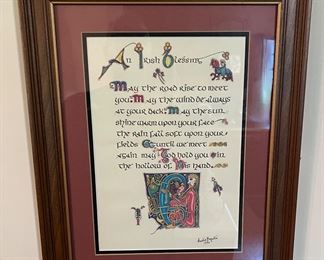 An Irish Blessing
May the road rise to meet
you. May the wind be always
at your back. May the sun
shine warm upon your face
the rain fall soft upon your
fields & until we meet
again may God hold you in
the hollow of His hand.